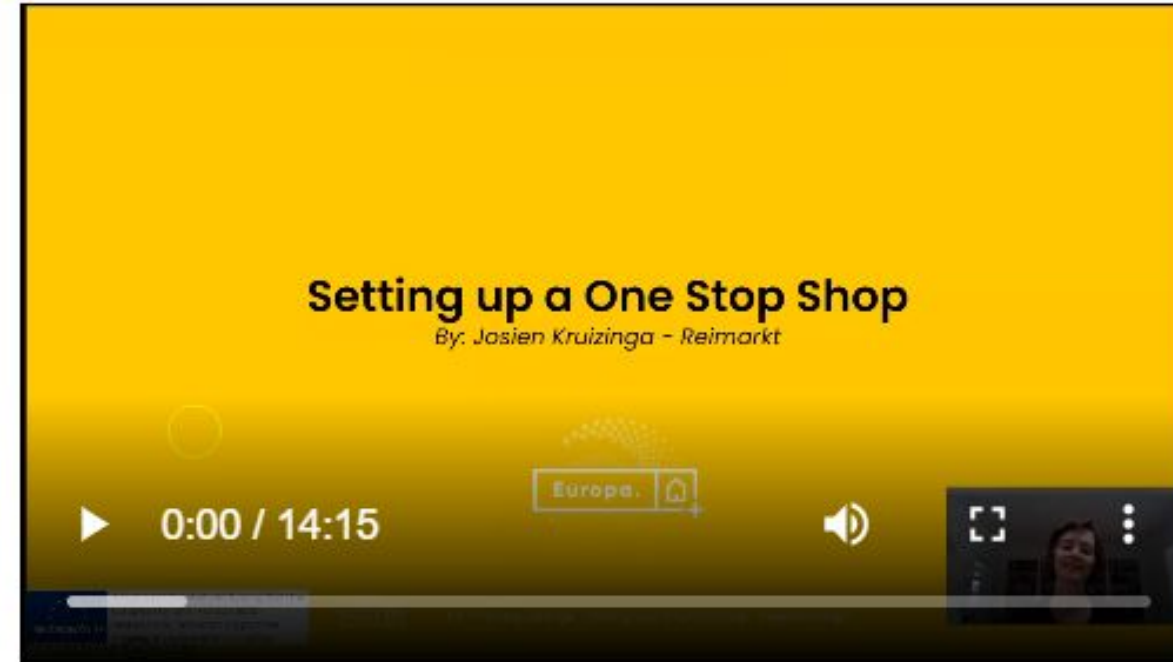 Setting up a One Stop Shop
By: Josien Kruizinga - Reimarkt
Europa.
0:00 / 14:15